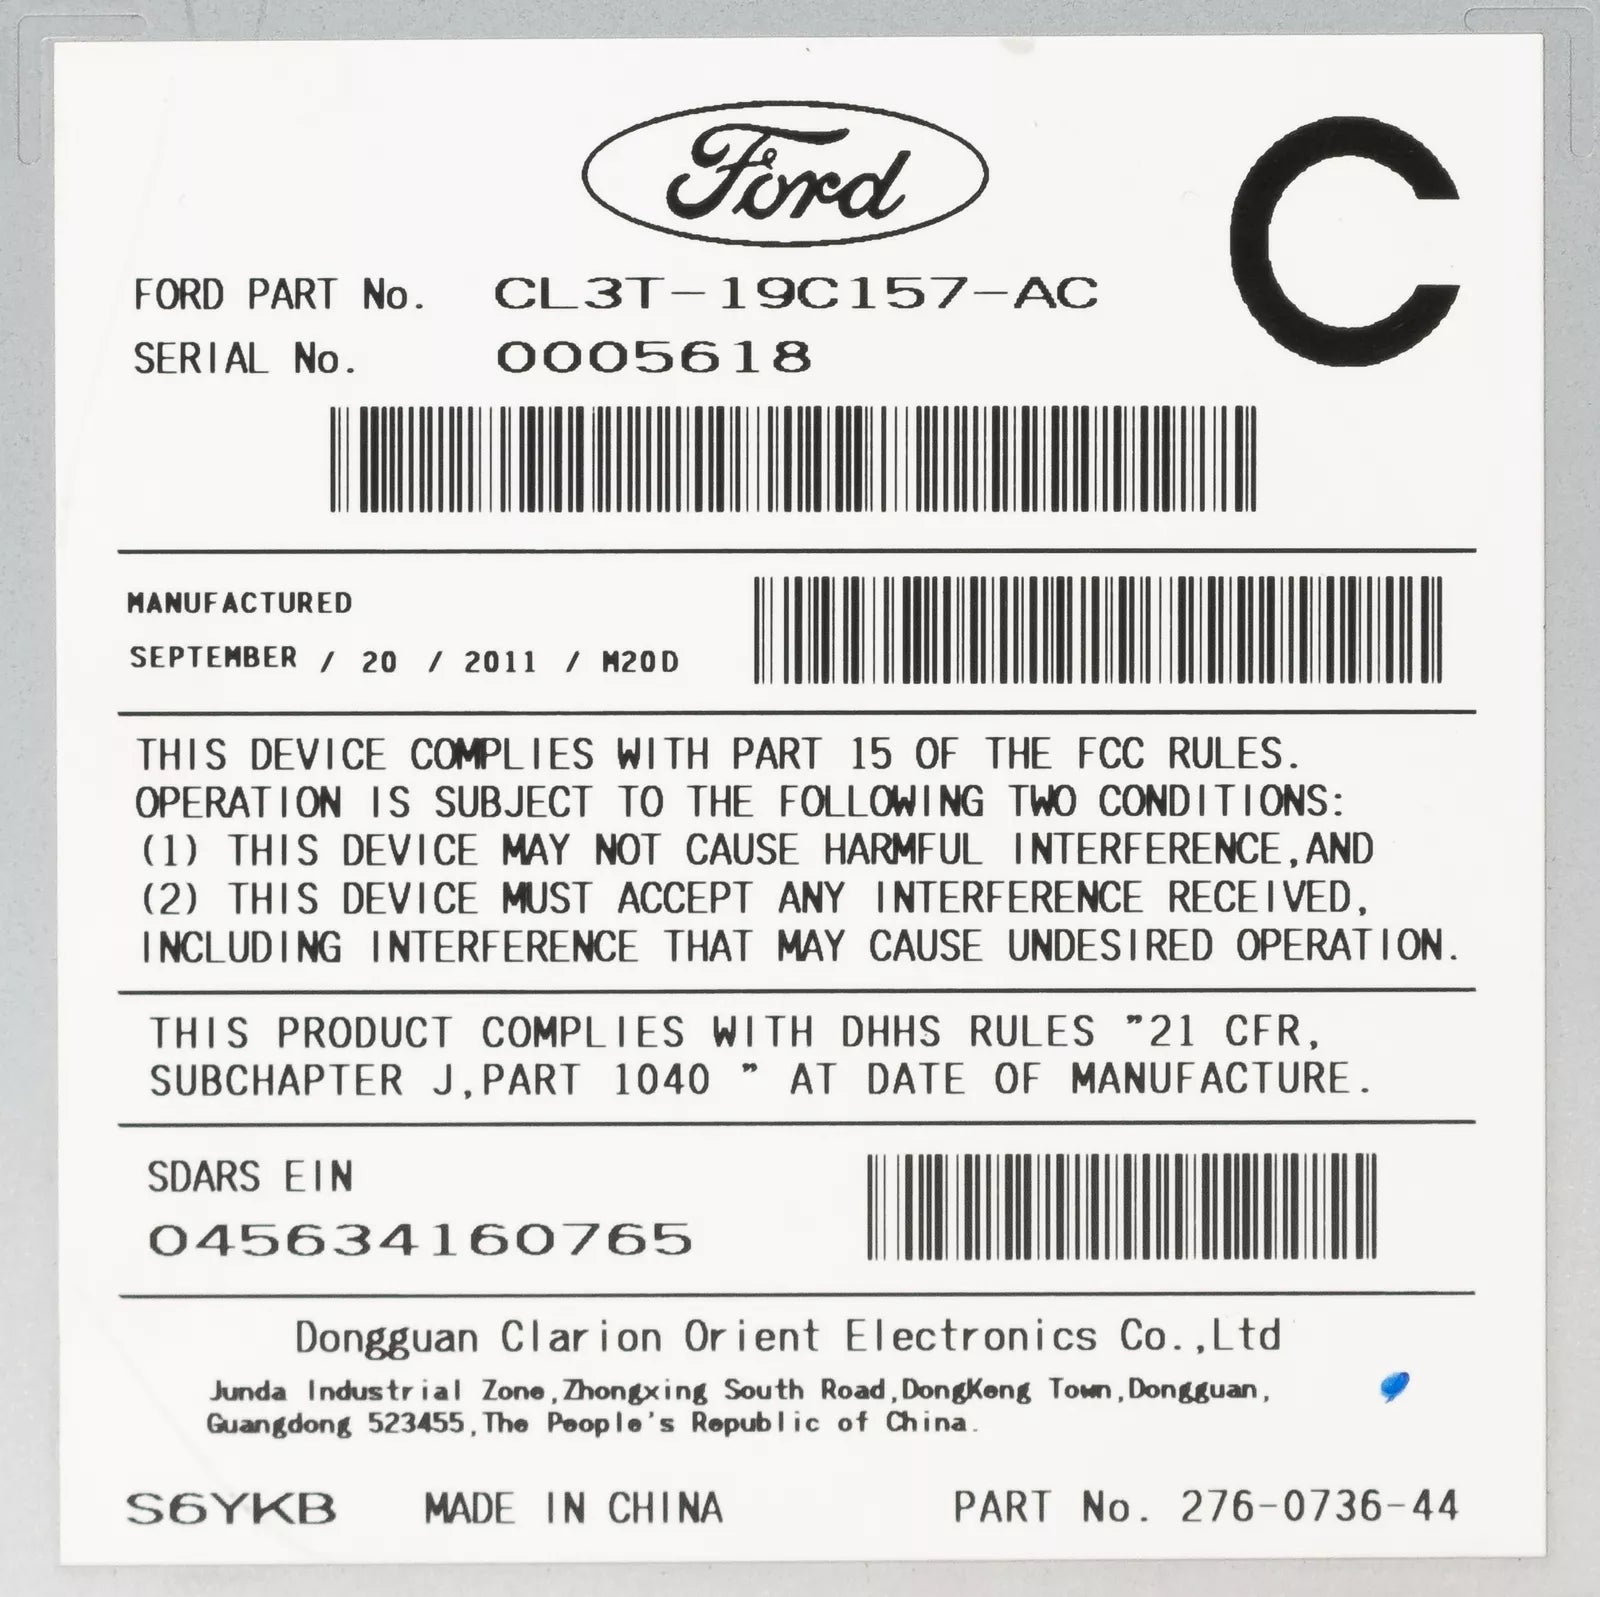 Ford
C
FORD PART No. CL3T-19C157-AC
SERIAL No. 0005618
MANUFACTURED
SEPTEMBER / 20 / 2011 / M20D
THIS DEVICE COMPLIES WITH PART 15 OF THE FCC RULES.
OPERATION IS SUBJECT TO THE FOLLOWING TWO CONDITIONS:
(1) THIS DEVICE MAY NOT CAUSE HARMFUL INTERFERENCE,AND
(2) THIS DEVICE MUST ACCEPT ANY INTERFERENCE RECEIVED,
INCLUDING INTERFERENCE THAT MAY CAUSE UNDESIRED OPERATION.
THIS PRODUCT COMPLIES WITH DHHS RULES "21 CFR,
SUBCHAPTER J,PART 1040 " AT DATE OF MANUFACTURE.
SDARS EIN
045634160765
Dongguan Clarion Orient Electronics Co.,Ltd
Junda Industrial Zone,Zhongxing South Road,DongKeng Town,Dongguan,
Guangdong 523455,The People's Republic of China.
S6YKB MADE IN CHINA PART No. 276-0736-44